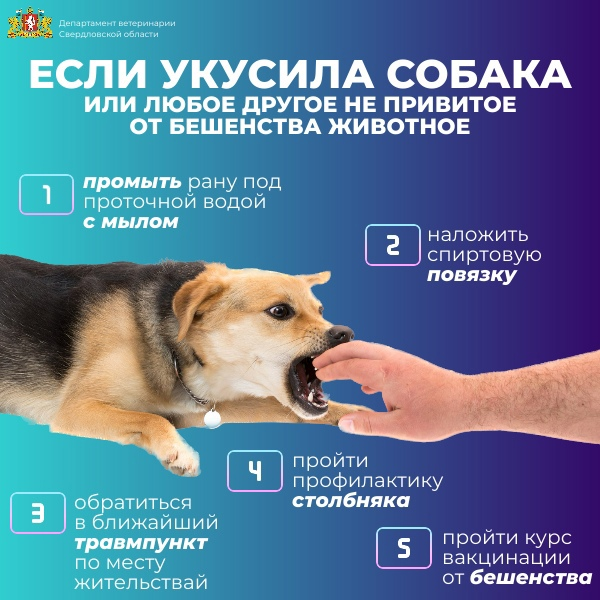 Департамент ветеринарии
Свердловской области
ЕСЛИ УКУСИЛА СОБАКА
ИЛИ ЛЮБОЕ ДРУГОЕ НЕ ПРИВИТОЕ
ОТ БЕШЕНСТВА ЖИВОТНОЕ
1
промыть рану под
проточной водой
с мылом
2
наложить
спиртовую
повязку
3
обратиться
в ближайший
травмпункт
по месту
жительствай
4
пройти
профилактику
столбняка
5
пройти курс
вакцинации
от бешенства